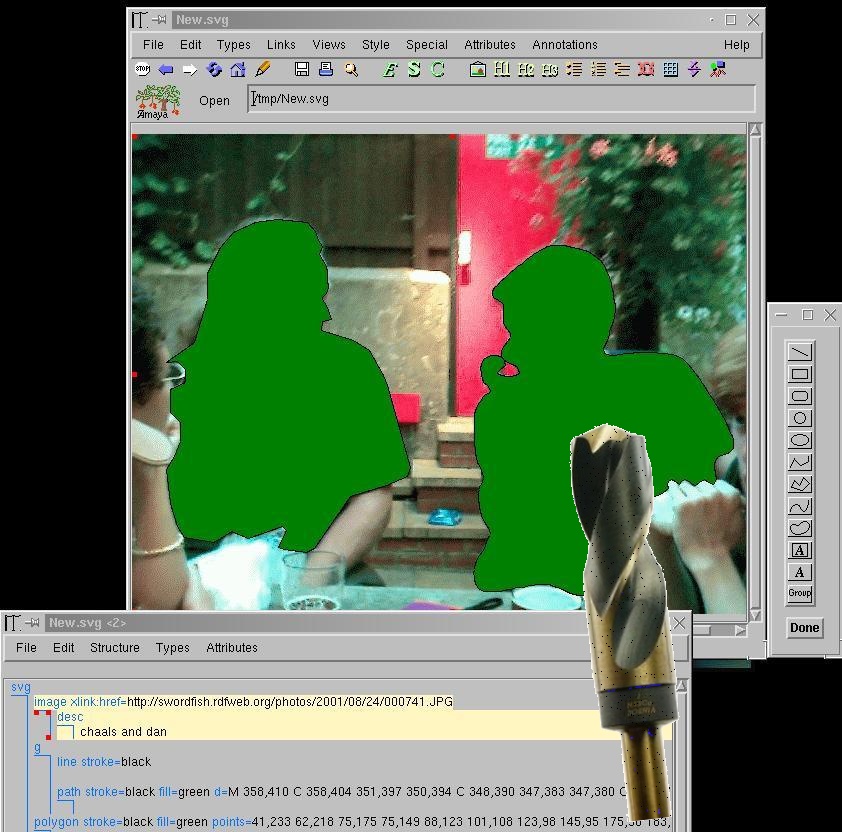 New.svg
File Edit Types Links Views Style Special Attributes Annotations Help
STOP E S C H1 H2 H3
Amaya Open /tmp/New.svg
A
A
Group
Done
New.svg <2>
File Edit Structure Types Attributes
svg
image xlink:href=http://swordfish.rdfweb.org/photos/2001/08/24/000741.JPG
desc
chaals and dan
g
line stroke=black
path stroke=black fill=green d=M 358,410 C 358,404 351,397 350,394 C 348,390 347,383 347,380 C
polygon stroke=black fill=green points=41,233 62,218 75,175 75,149 88,123 101,108 123,98 145,95 175,